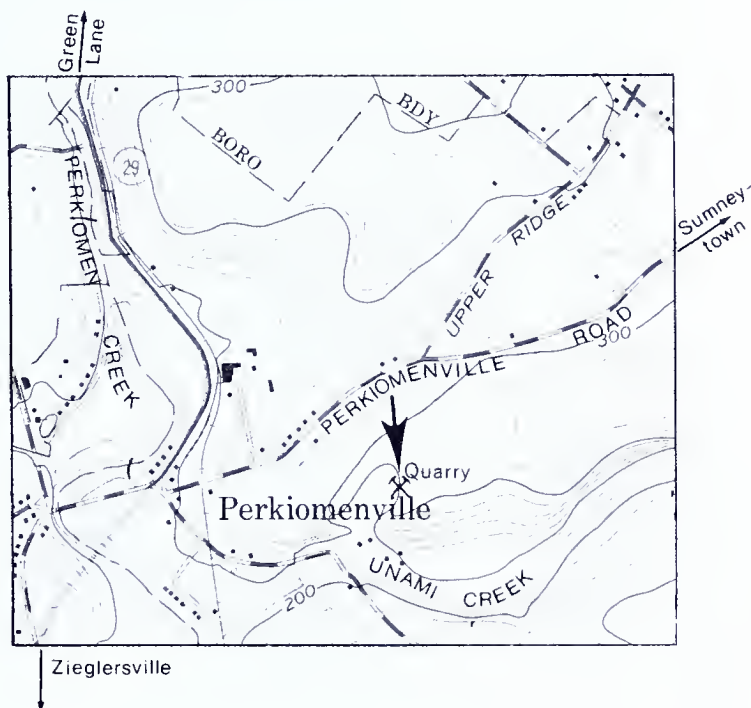 Green
Lane
300
BORO
BDY
29
PERKIOMEN
CREEK
UPPER
RIDGE
Sumney-
town
PERKIOMENVILLE
ROAD
300
Quarry
Perkiomenville
UNAMI
CREEK
200
Zieglersville